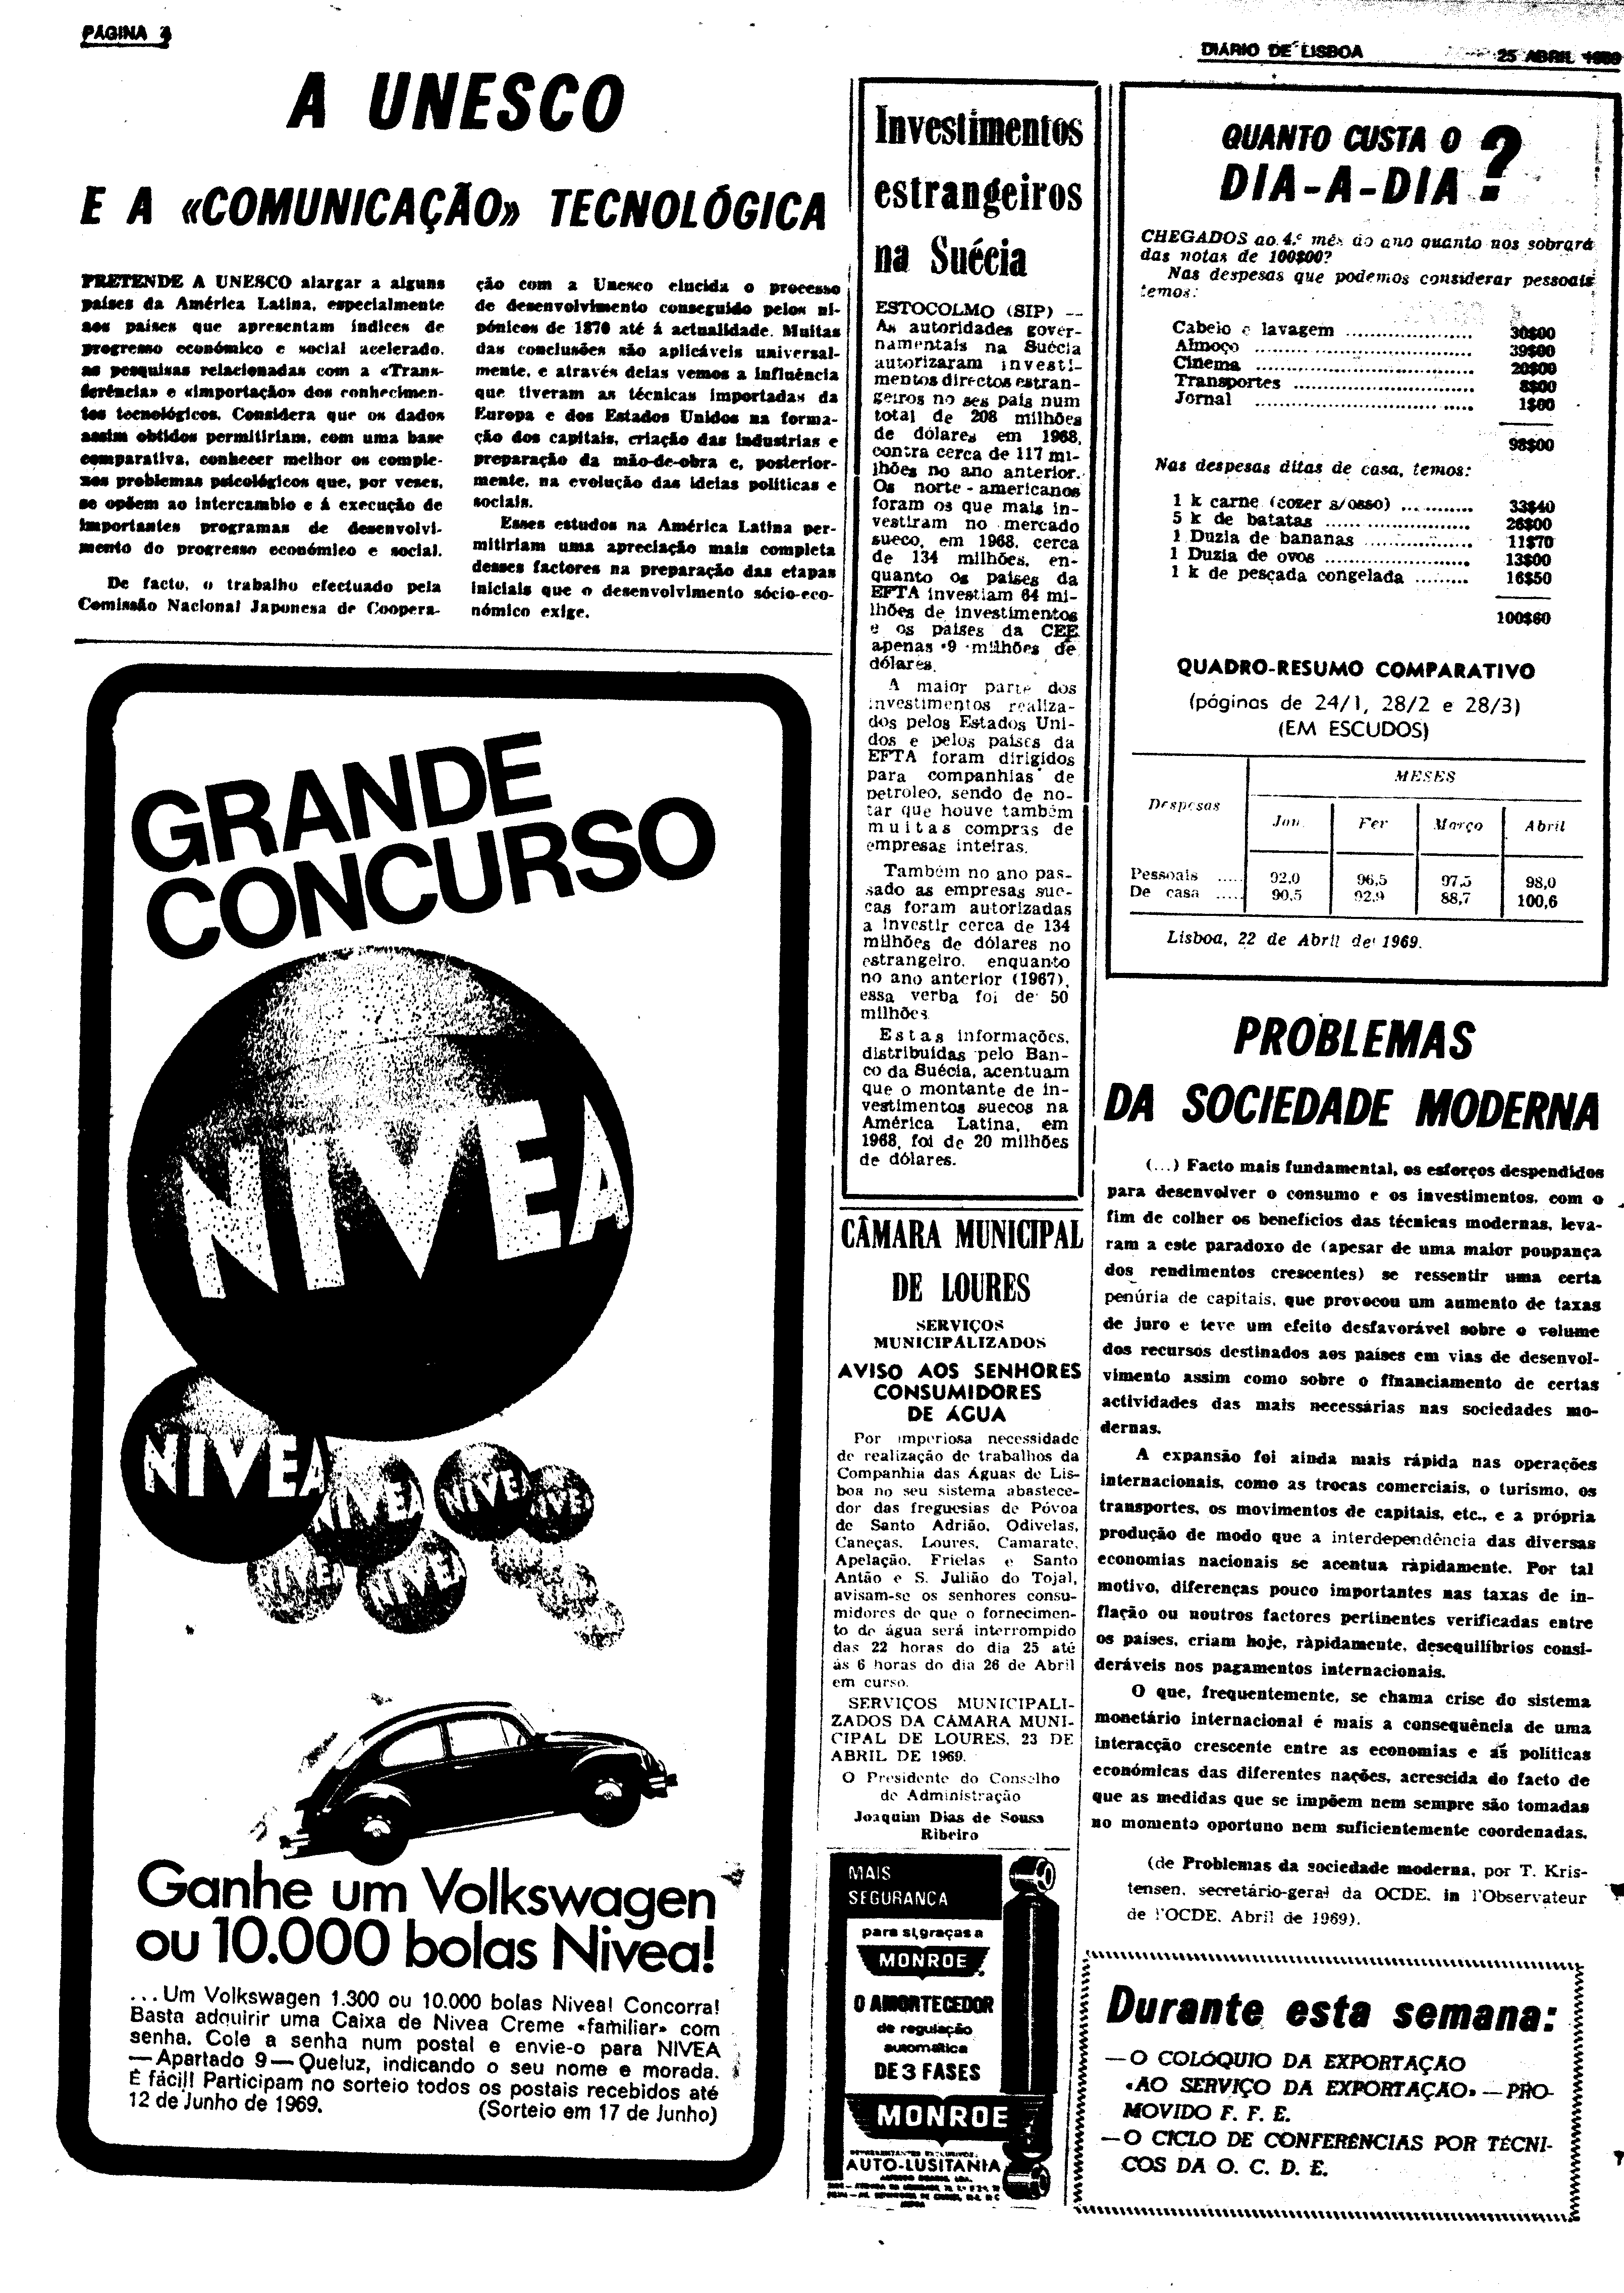 PÁGINA 4
DIÁRIO DE LISBOA
25 ABRIL 1969
A UNESCO
E A «COMUNICAÇÃO» TECNOLÓGICA
PRETENDE A UNESCO alargar a alguns
países da América Latina, especialmente
aos países que apresentam índices de
progresso económico e social acelerado,
as pesquisas relacionadas com a «Trans-
ferência» e «importação» dos conhecimen-
tos tecnológicos. Considera que os dados
assim obtidos permitiriam, com uma base
comparativa, conhecer melhor os comple-
xos problemas psicológicos que, por vezes,
se opõem ao intercambio e á execução de
importantes programas de desenvolvi-
mento do progresso económico e social.
De facto, o trabalho efectuado pela
Comissão Nacional Japonesa de Coopera-
ção com a Unesco elucida o processo
de desenvolvimento conseguido pelos ni-
pónicos de 1870 até á actualidade. Muitas
das conclusões são aplicáveis universal-
mente, e através delas vemos a influência
que tiveram as técnicas importadas da
Europa e dos Estados Unidos na forma-
ção dos capitais, criação das industrias e
preparação da mão-de-obra e, posterior-
mente, na evolução das ideias políticas e
sociais.
Esses estudos na América Latina per-
mitiriam uma apreciação mais completa
desses factores na preparação das etapas
iniciais que o desenvolvimento sócio-eco-
nómico exige.
GRANDE
CONCURSO
NIVEA
NIVEA
NIVEA
NIVEA
NIVEA
NIVEA
NIVEA
Ganhe um Volkswagen
ou 10.000 bolas Nivea!
...Um Volkswagen 1.300 ou 10.000 bolas Nivea! Concorra!
Basta adquirir uma Caixa de Nivea Creme «familiar» com
senha. Cole a senha num postal e envie-o para NIVEA
—Apartado 9—Queluz, indicando o seu nome e morada.
É fácil! Participam no sorteio todos os postais recebidos até
12 de Junho de 1969. (Sorteio em 17 de Junho)
Investimentos
estrangeiros
na Suécia
ESTOCOLMO (SIP) —
As autoridades gover-
namentais na Suécia
autorizaram investi-
mentos directos estran-
geiros no ses país num
total de 208 milhões
de dólares em 1968,
contra cerca de 117 mi-
lhões no ano anterior.
Os norte-americanos
foram os que mais in-
vestiram no mercado
sueco, em 1968, cerca
de 134 milhões, en-
quanto os países da
EFTA investiam 64 mi-
lhões de investimentos
e os países da CEE
apenas 9 milhões de
dólares.
A maior parte dos
investimentos realiza-
dos pelos Estados Uni-
dos e pelos países da
EFTA foram dirigidos
para companhias de
petroleo, sendo de no-
tar que houve também
muitas compras de
empresas inteiras.
Também no ano pas-
sado as empresas sue-
cas foram autorizadas
a investir cerca de 134
milhões de dólares no
estrangeiro, enquanto
no ano anterior (1967),
essa verba foi de 50
milhões.
Estas informações,
distribuídas pelo Ban-
co da Suécia, acentuam
que o montante de in-
vestimentos suecos na
América Latina, em
1968, foi de 20 milhões
de dólares.
CÂMARA MUNICIPAL
DE LOURES
SERVIÇOS
MUNICIPALIZADOS
AVISO AOS SENHORES
CONSUMIDORES
DE ÁGUA
Por imperiosa necessidade
de realização de trabalhos da
Companhia das Águas de Lis-
boa no seu sistema abastece-
dor das freguesias de Póvoa
de Santo Adrião, Odivelas,
Caneças, Loures, Camarate,
Apelação, Frielas e Santo
Antão e S. Julião do Tojal,
avisam-se os senhores consu-
midores de que o fornecimen-
to de água será interrompido
das 22 horas do dia 25 até
ás 6 horas do dia 26 de Abril
em curso.
SERVIÇOS MUNICIPALI-
ZADOS DA CÂMARA MUNI-
CIPAL DE LOURES, 23 DE
ABRIL DE 1969.
O Presidente do Conselho
de Administração
Joaquim Dias de Sousa
Ribeiro
MAIS
SEGURANÇA
para si, graças a
MONROE
O AMORTECEDOR
de regulação
automática
DE 3 FASES
MONROE
REPRESENTANTES EXCLUSIVOS:
AUTO-LUSITANIA
QUANTO CUSTA O
DIA-A-DIA?
CHEGADOS ao 4.º mês do ano quanto nos sobrará
das notas de 100$00?
Nas despesas que podemos considerar pessoais
temos:
Cabelo e lavagem ............ 30$00
Almoço ............ 39$00
Cinema ............ 20$00
Transportes ............ 8$00
Jornal ............ 1$00
98$00
Nas despesas ditas de casa, temos:
1 k carne (cozer s/osso) ............ 33$40
5 k de batatas ............ 26$00
1 Duzia de bananas ............ 11$70
1 Duzia de ovos ............ 13$00
1 k de pescada congelada ......... 16$50
100$60
QUADRO-RESUMO COMPARATIVO
(páginas de 24/1, 28/2 e 28/3)
(EM ESCUDOS)
Despesas MESES
Jan. Fev Março Abril
Pessoais ..... 92,0 96,5 97,5 98,0
De casa ..... 90,5 92,9 88,7 100,6
Lisboa, 22 de Abril de 1969.
PROBLEMAS
DA SOCIEDADE MODERNA
(...) Facto mais fundamental, os esforços despendidos
para desenvolver o consumo e os investimentos, com o
fim de colher os benefícios das técnicas modernas, leva-
ram a este paradoxo de (apesar de uma maior poupança
dos rendimentos crescentes) se ressentir uma certa
penúria de capitais, que provocou um aumento de taxas
de juro e teve um efeito desfavorável sobre o volume
dos recursos destinados aos países em vias de desenvol-
vimento assim como sobre o financiamento de certas
actividades das mais necessárias nas sociedades mo-
dernas.
A expansão foi ainda mais rápida nas operações
internacionais, como as trocas comerciais, o turismo, os
transportes, os movimentos de capitais, etc., e a própria
produção de modo que a interdependência das diversas
economias nacionais se acentua ràpidamente. Por tal
motivo, diferenças pouco importantes nas taxas de in-
flação ou noutros factores pertinentes verificadas entre
os países, criam hoje, ràpidamente, desequilíbrios consi-
deráveis nos pagamentos internacionais.
O que, frequentemente, se chama crise do sistema
monetário internacional é mais a consequência de uma
interacção crescente entre as economias e as políticas
económicas das diferentes nações, acrescida do facto de
que as medidas que se impõem nem sempre são tomadas
no momento oportuno nem suficientemente coordenadas.
(de Problemas da sociedade moderna, por T. Kris-
tensen, secretário-geral da OCDE, in l'Observateur
de l'OCDE, Abril de 1969).
Durante esta semana:
—O COLÓQUIO DA EXPORTAÇÃO
«AO SERVIÇO DA EXPORTAÇÃO»—PRO-
MOVIDO F. F. E.
—O CICLO DE CONFERÊNCIAS POR TÉCNI-
COS DA O. C. D. E.